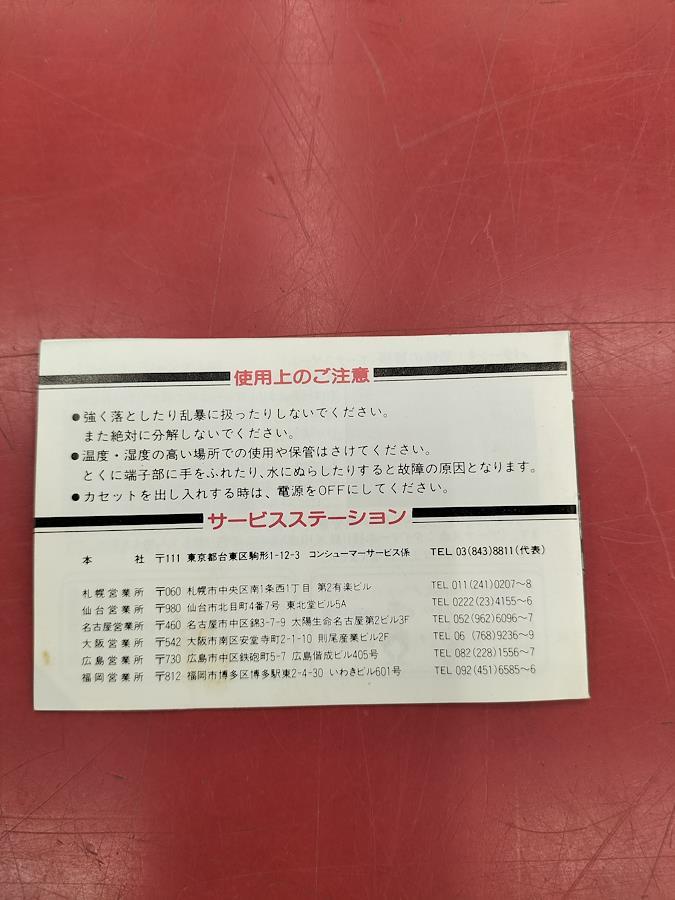 使用上のご注意
●強く落としたり乱暴に扱ったりしないでください。
また絶対に分解しないでください。
●温度・湿度の高い場所での使用や保管はさけてください。
とくに端子部に手をふれたり、水にぬらしたりすると故障の原因となります。
●カセットを出し入れする時は、電源をOFFにしてください。
サービスステーション
本　　社 〒111 東京都台東区駒形1-12-3 コンシューマーサービス係 TEL 03(843)8811(代表)
札幌営業所 〒060 札幌市中央区南1条西1丁目 第2有楽ビル TEL 011(241)0207〜8
仙台営業所 〒980 仙台市北目町4番7号 東北堂ビル5A TEL 0222(23)4155〜6
名古屋営業所 〒460 名古屋市中区錦3-7-9 太陽生命名古屋第2ビル3F TEL 052(962)6096〜7
大阪営業所 〒542 大阪市南区安堂寺町2-1-10 則尾産業ビル2F TEL 06 (768)9236〜9
広島営業所 〒730 広島市中区鉄砲町5-7 広島偕成ビル405号 TEL 082(228)1556〜7
福岡営業所 〒812 福岡市博多区博多駅東2-4-30 いわきビル601号 TEL 092(451)6585〜6